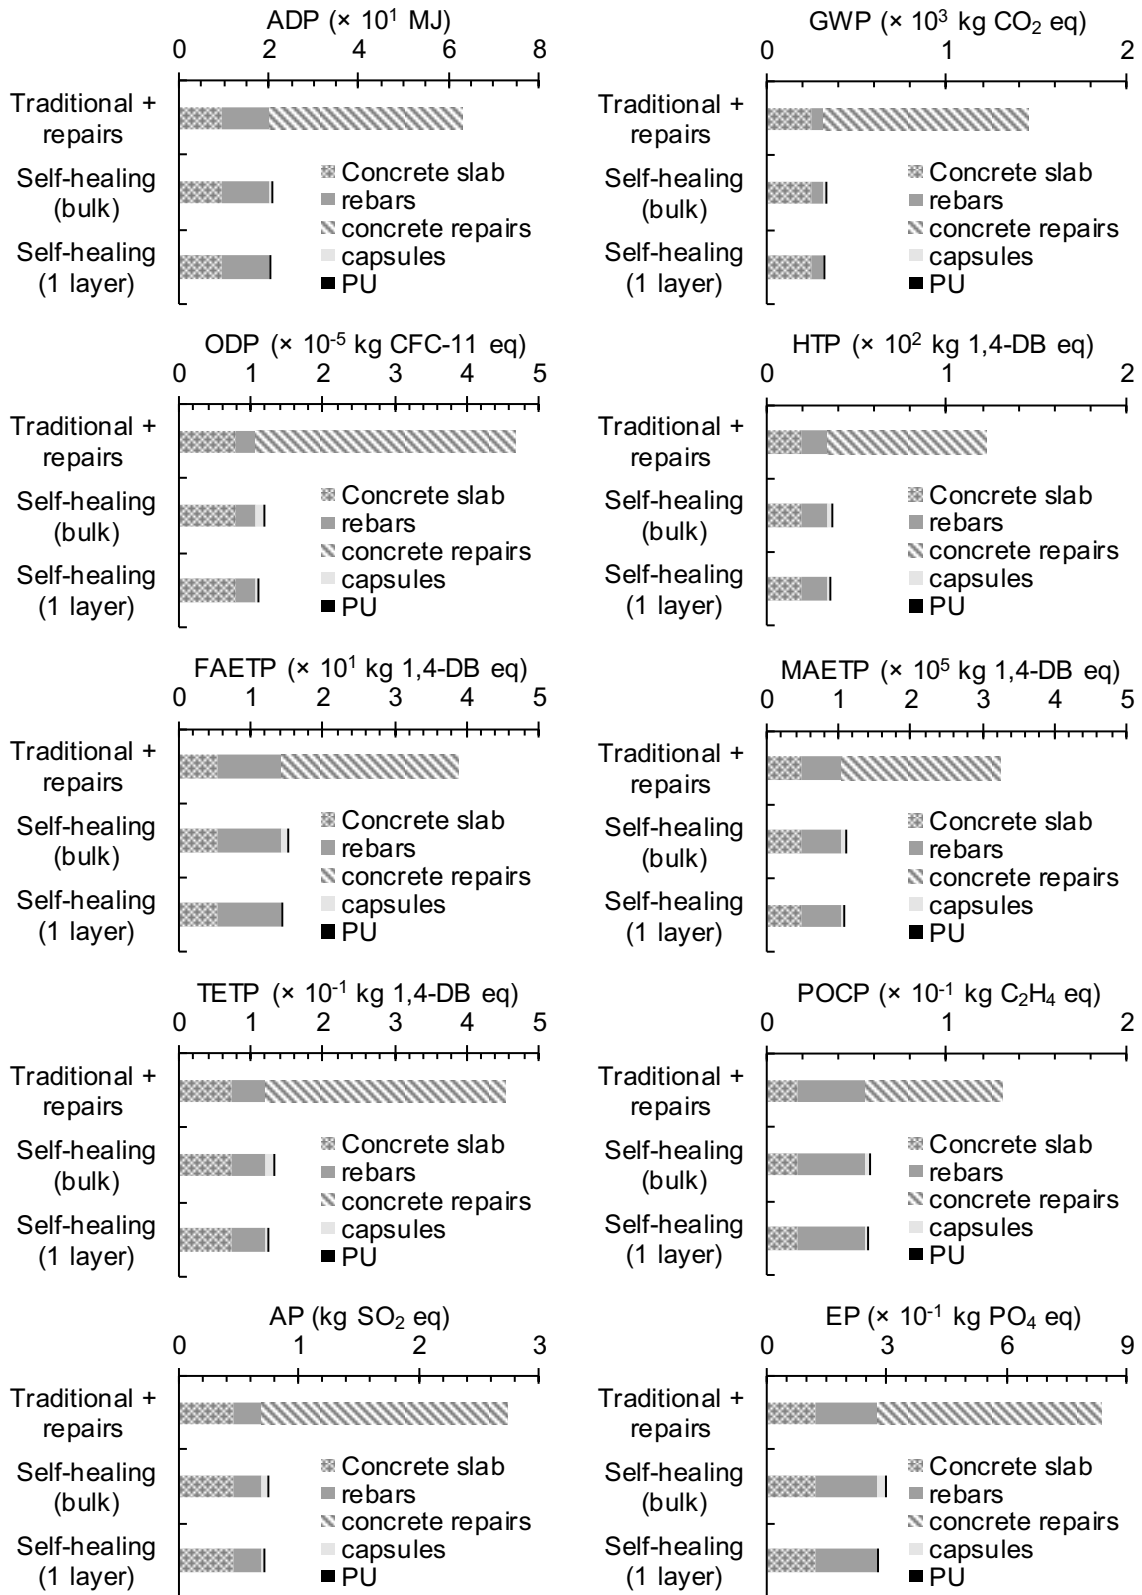 ADP (× 10¹ MJ)
0 2 4 6 8
Traditional +
repairs
Self-healing
(bulk)
Self-healing
(1 layer)
Concrete slab
rebars
concrete repairs
capsules
PU
GWP (× 10³ kg CO₂ eq)
0 1 2
Traditional +
repairs
Self-healing
(bulk)
Self-healing
(1 layer)
Concrete slab
rebars
concrete repairs
capsules
PU
ODP (× 10⁻⁵ kg CFC-11 eq)
0 1 2 3 4 5
Traditional +
repairs
Self-healing
(bulk)
Self-healing
(1 layer)
Concrete slab
rebars
concrete repairs
capsules
PU
HTP (× 10² kg 1,4-DB eq)
0 1 2
Traditional +
repairs
Self-healing
(bulk)
Self-healing
(1 layer)
Concrete slab
rebars
concrete repairs
capsules
PU
FAETP (× 10¹ kg 1,4-DB eq)
0 1 2 3 4 5
Traditional +
repairs
Self-healing
(bulk)
Self-healing
(1 layer)
Concrete slab
rebars
concrete repairs
capsules
PU
MAETP (× 10⁵ kg 1,4-DB eq)
0 1 2 3 4 5
Traditional +
repairs
Self-healing
(bulk)
Self-healing
(1 layer)
Concrete slab
rebars
concrete repairs
capsules
PU
TETP (× 10⁻¹ kg 1,4-DB eq)
0 1 2 3 4 5
Traditional +
repairs
Self-healing
(bulk)
Self-healing
(1 layer)
Concrete slab
rebars
concrete repairs
capsules
PU
POCP (× 10⁻¹ kg C₂H₄ eq)
0 1 2
Traditional +
repairs
Self-healing
(bulk)
Self-healing
(1 layer)
Concrete slab
rebars
concrete repairs
capsules
PU
AP (kg SO₂ eq)
0 1 2 3
Traditional +
repairs
Self-healing
(bulk)
Self-healing
(1 layer)
Concrete slab
rebars
concrete repairs
capsules
PU
EP (× 10⁻¹ kg PO₄ eq)
0 3 6 9
Traditional +
repairs
Self-healing
(bulk)
Self-healing
(1 layer)
Concrete slab
rebars
concrete repairs
capsules
PU